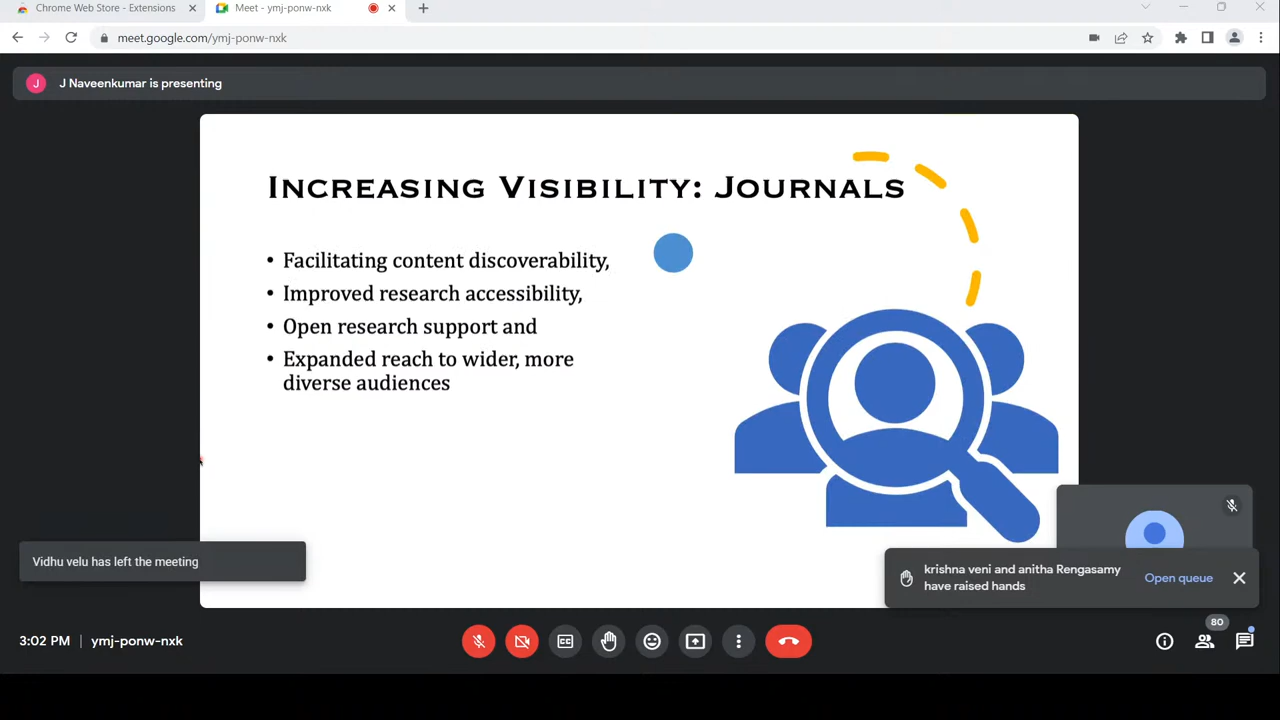 Chrome Web Store - Extensions
Meet - ymj-ponw-nxk
meet.google.com/ymj-ponw-nxk
J
J Naveenkumar is presenting
INCREASING VISIBILITY: JOURNALS
• Facilitating content discoverability,
• Improved research accessibility,
• Open research support and
• Expanded reach to wider, more
diverse audiences
Vidhu velu has left the meeting
krishna veni and anitha Rengasamy
have raised hands
Open queue
3:02 PM | ymj-ponw-nxk
CC
80